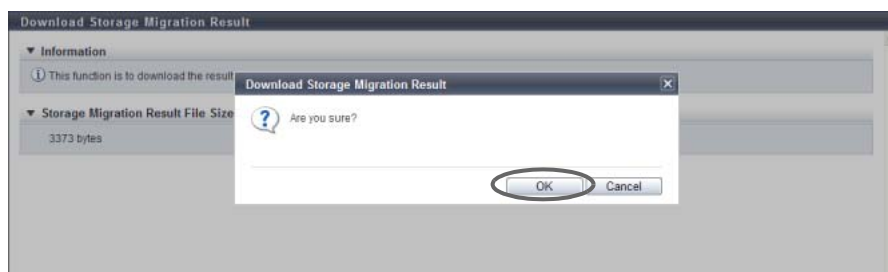 Download Storage Migration Result
▼ Information
This function is to download the result
▼ Storage Migration Result File Size
3373 bytes
Download Storage Migration Result
Are you sure?
OK
Cancel